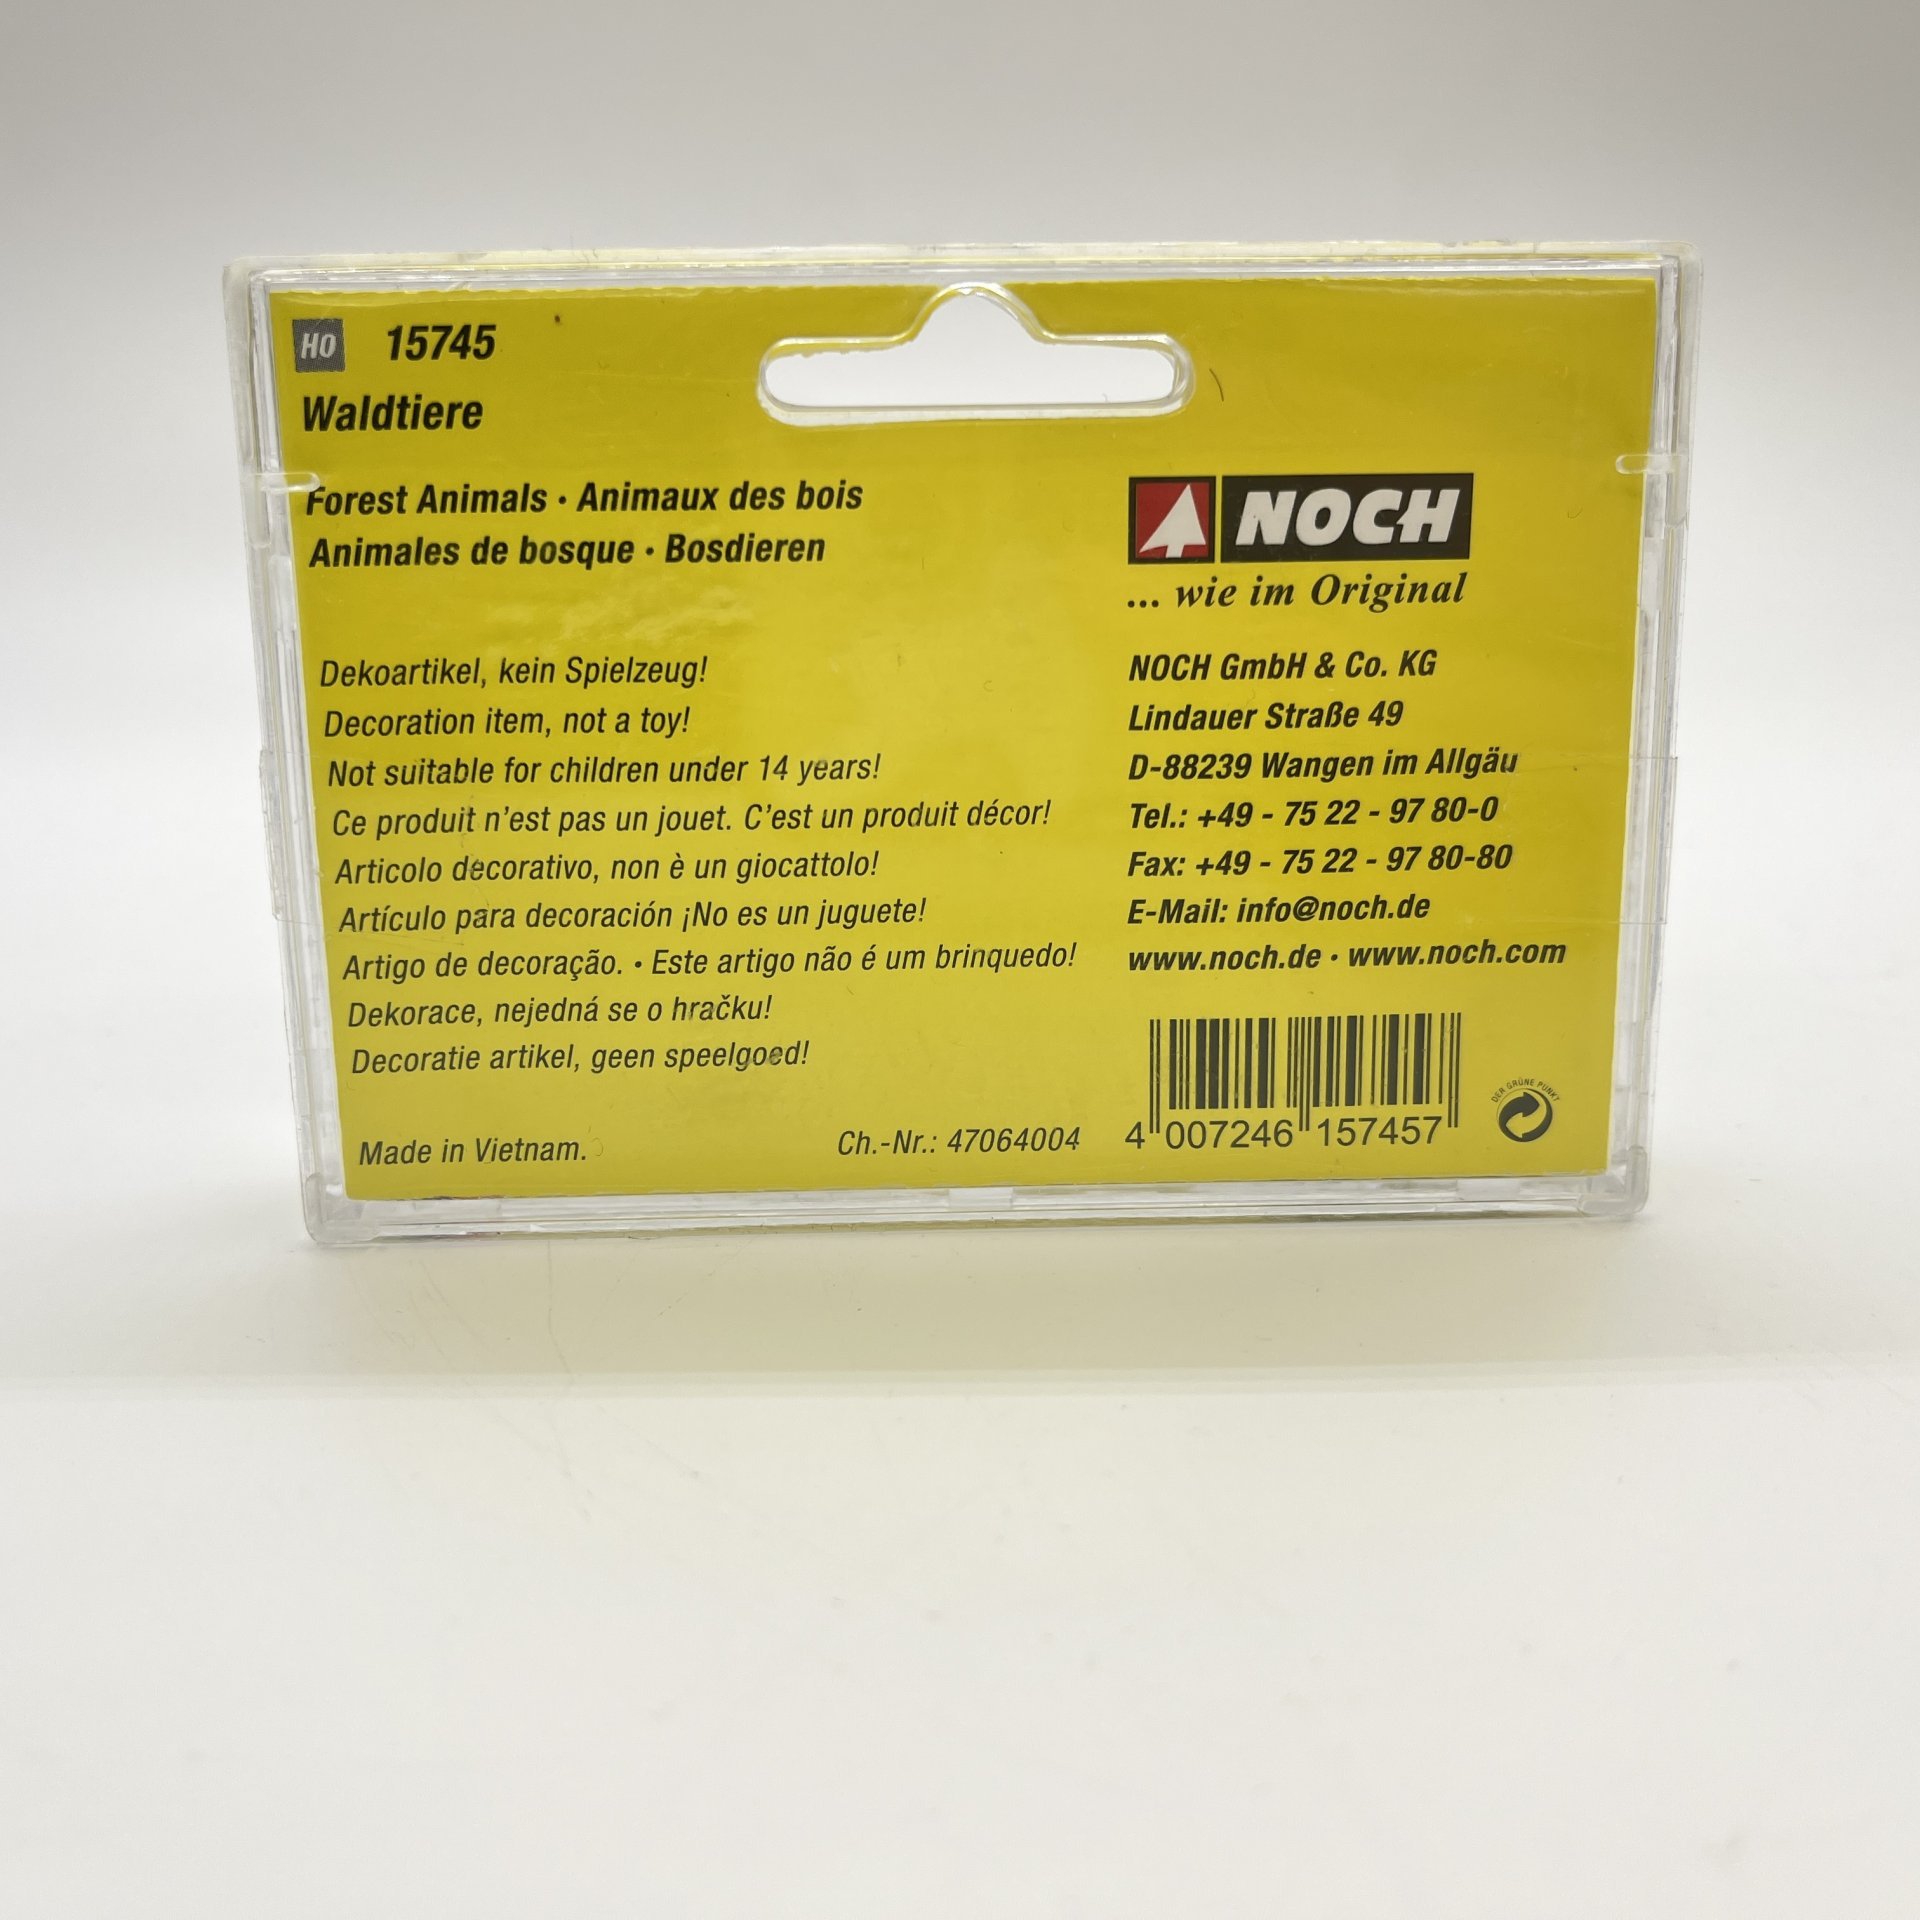 HO 15745
Waldtiere
Forest Animals · Animaux des bois
Animales de bosque · Bosdieren
Dekoartikel, kein Spielzeug!
Decoration item, not a toy!
Not suitable for children under 14 years!
Ce produit n'est pas un jouet. C'est un produit décor!
Articolo decorativo, non è un giocattolo!
Artículo para decoración ¡No es un juguete!
Artigo de decoração. · Este artigo não é um brinquedo!
Dekorace, nejedná se o hračku!
Decoratie artikel, geen speelgoed!
Made in Vietnam.
Ch.-Nr.: 47064004
NOCH
... wie im Original
NOCH GmbH & Co. KG
Lindauer Straße 49
D-88239 Wangen im Allgäu
Tel.: +49 - 75 22 - 97 80-0
Fax: +49 - 75 22 - 97 80-80
E-Mail: info@noch.de
www.noch.de · www.noch.com
4 007246 157457
DER GRÜNE PUNKT